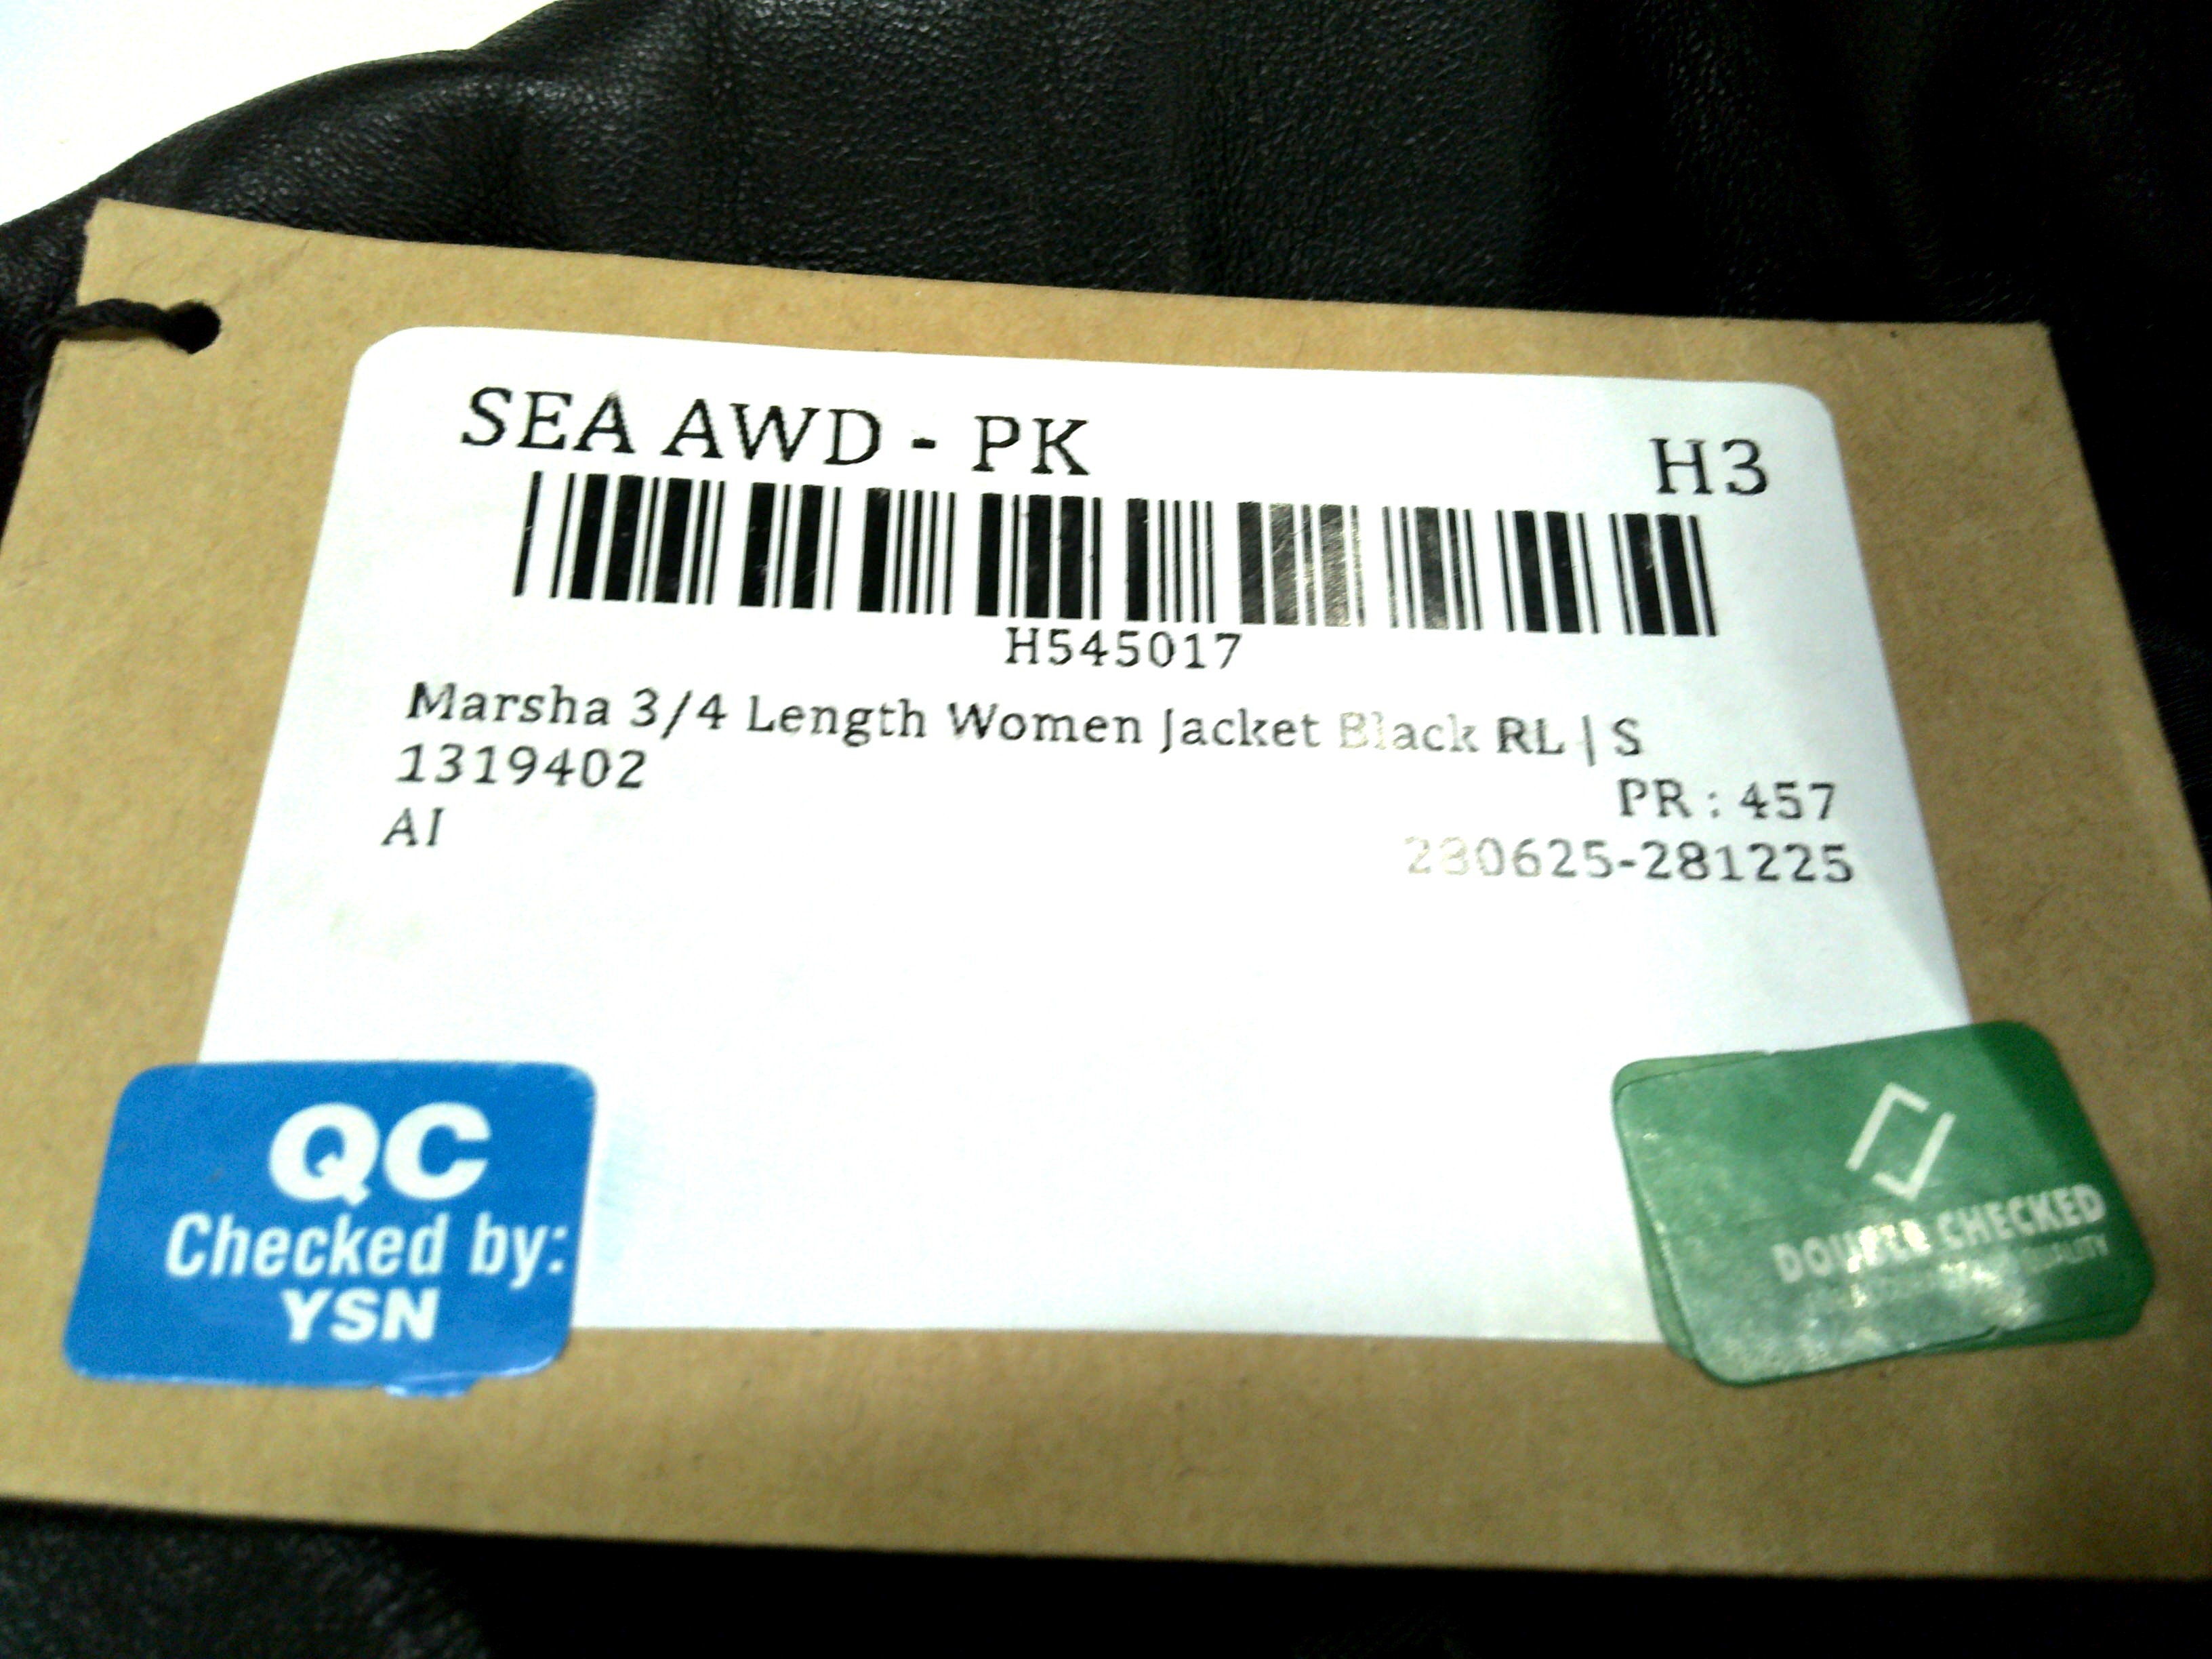 SEA AWD - PK
H3
H545017
Marsha 3/4 Length Women Jacket Black RL | S
1319402
PR : 457
AI
280625-281225
QC
Checked by:
YSN
DOUBLE CHECKED
QUALITY